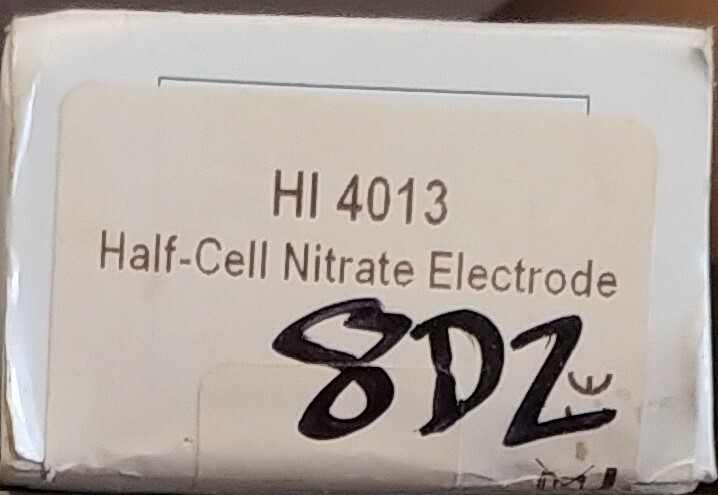 HI 4013
Half-Cell Nitrate Electrode
8DZ